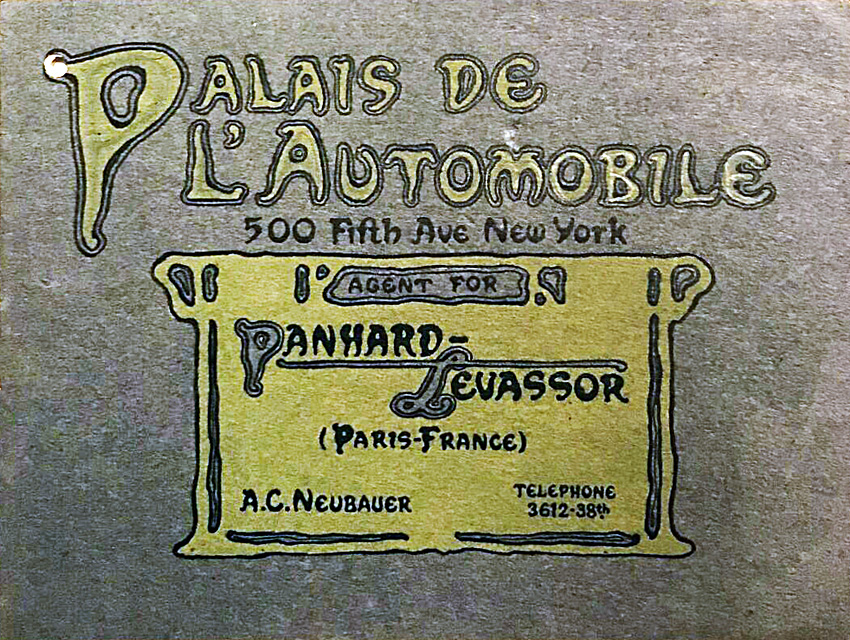 PALAIS DE
L'AUTOMOBILE
500 Fifth Ave New York
AGENT FOR
PANHARD-
LEVASSOR
(PARIS-FRANCE)
A.C. NEUBAUER
TELEPHONE
3612-38th